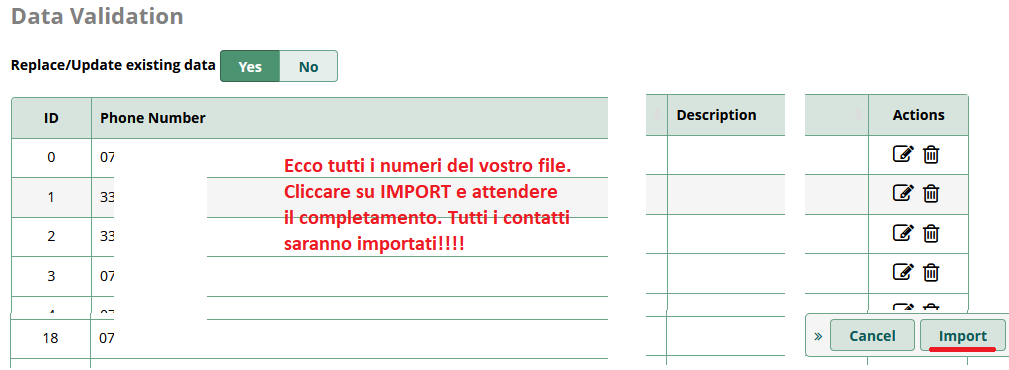 Data Validation
Replace/Update existing data Yes No
ID Phone Number Description Actions
0 07
1 33
2 33
3 07
18 07
Ecco tutti i numeri del vostro file.
Cliccare su IMPORT e attendere
il completamento. Tutti i contatti
saranno importati!!!!
» Cancel Import